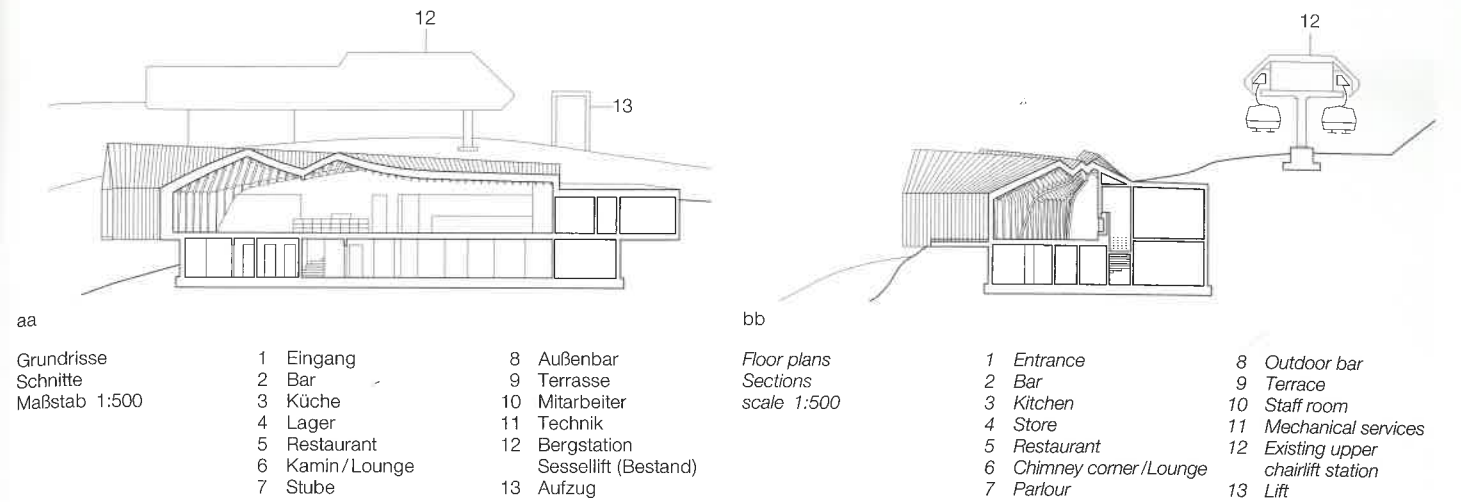 12
13
12
aa
bb
Grundrisse
Schnitte
Maßstab 1:500
1 Eingang
2 Bar
3 Küche
4 Lager
5 Restaurant
6 Kamin/Lounge
7 Stube
8 Außenbar
9 Terrasse
10 Mitarbeiter
11 Technik
12 Bergstation
Sessellift (Bestand)
13 Aufzug
Floor plans
Sections
scale 1:500
1 Entrance
2 Bar
3 Kitchen
4 Store
5 Restaurant
6 Chimney corner/Lounge
7 Parlour
8 Outdoor bar
9 Terrace
10 Staff room
11 Mechanical services
12 Existing upper
chairlift station
13 Lift